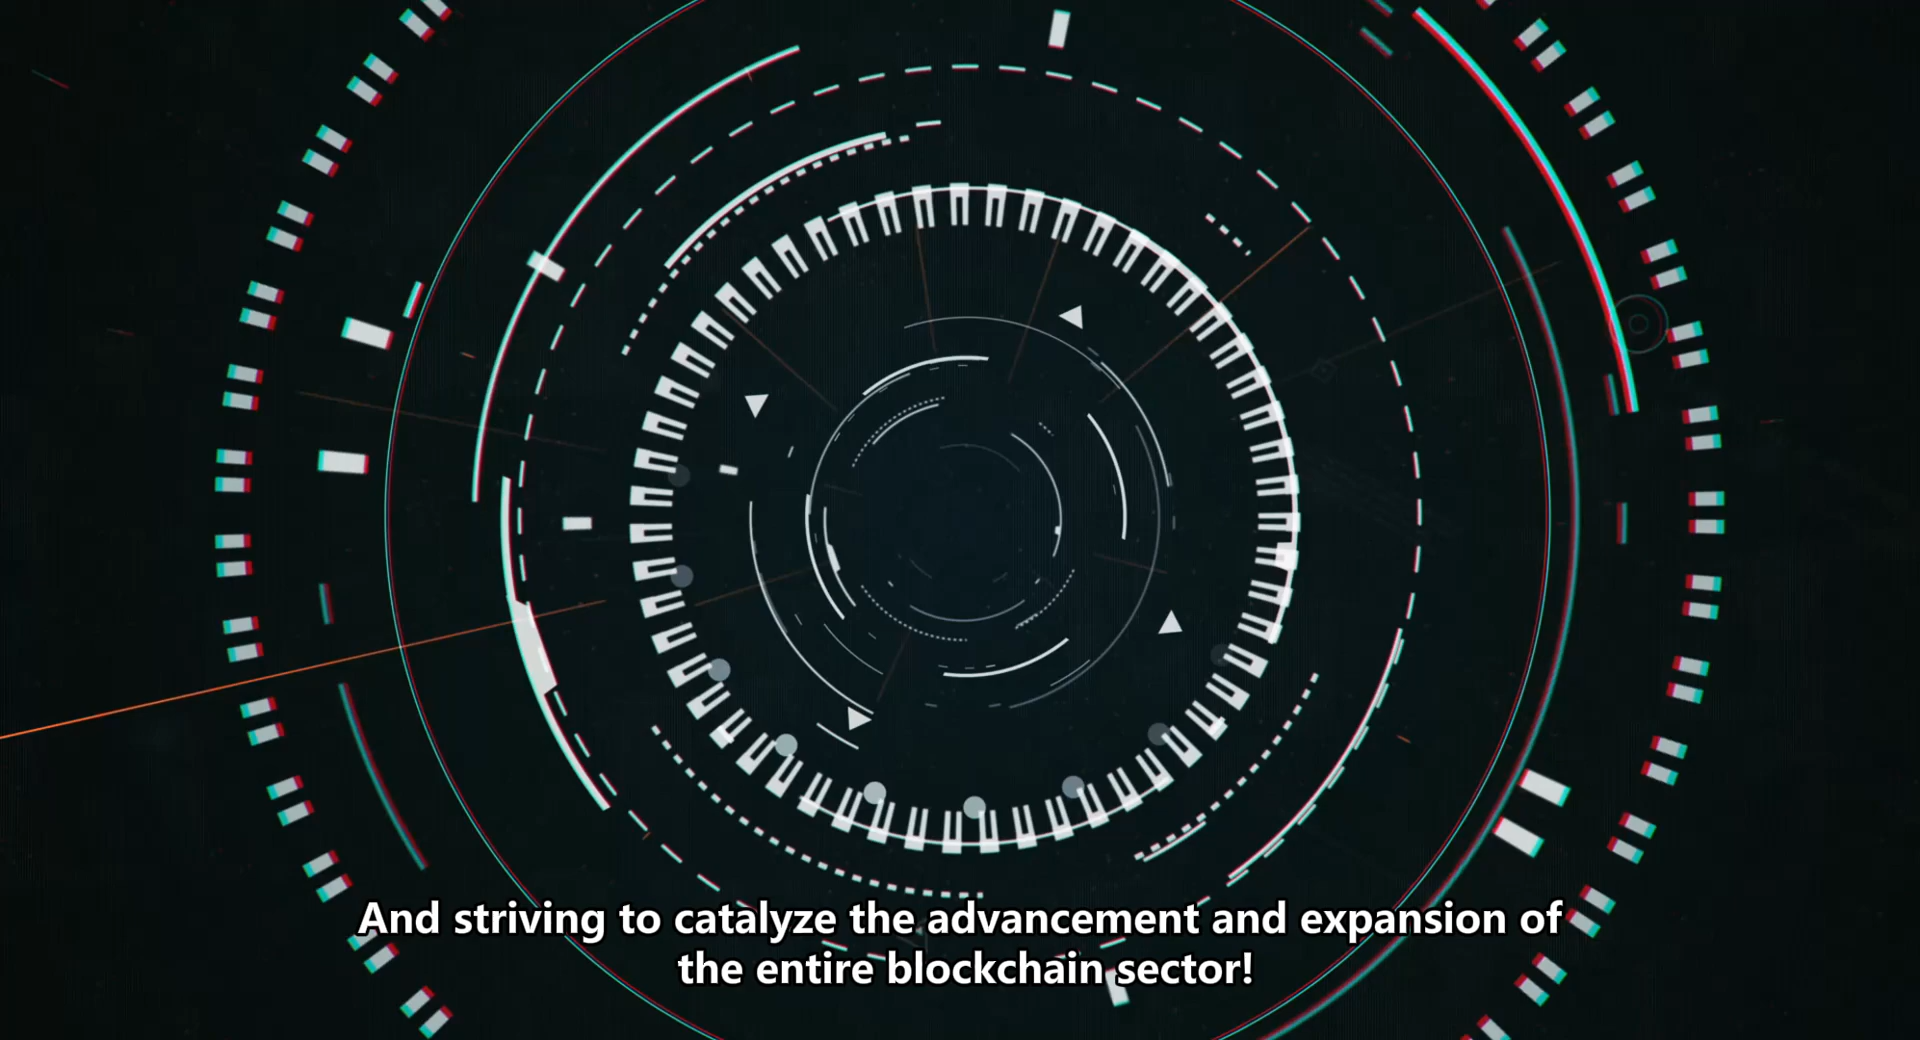 And striving to catalyze the advancement and expansion of
the entire blockchain sector!